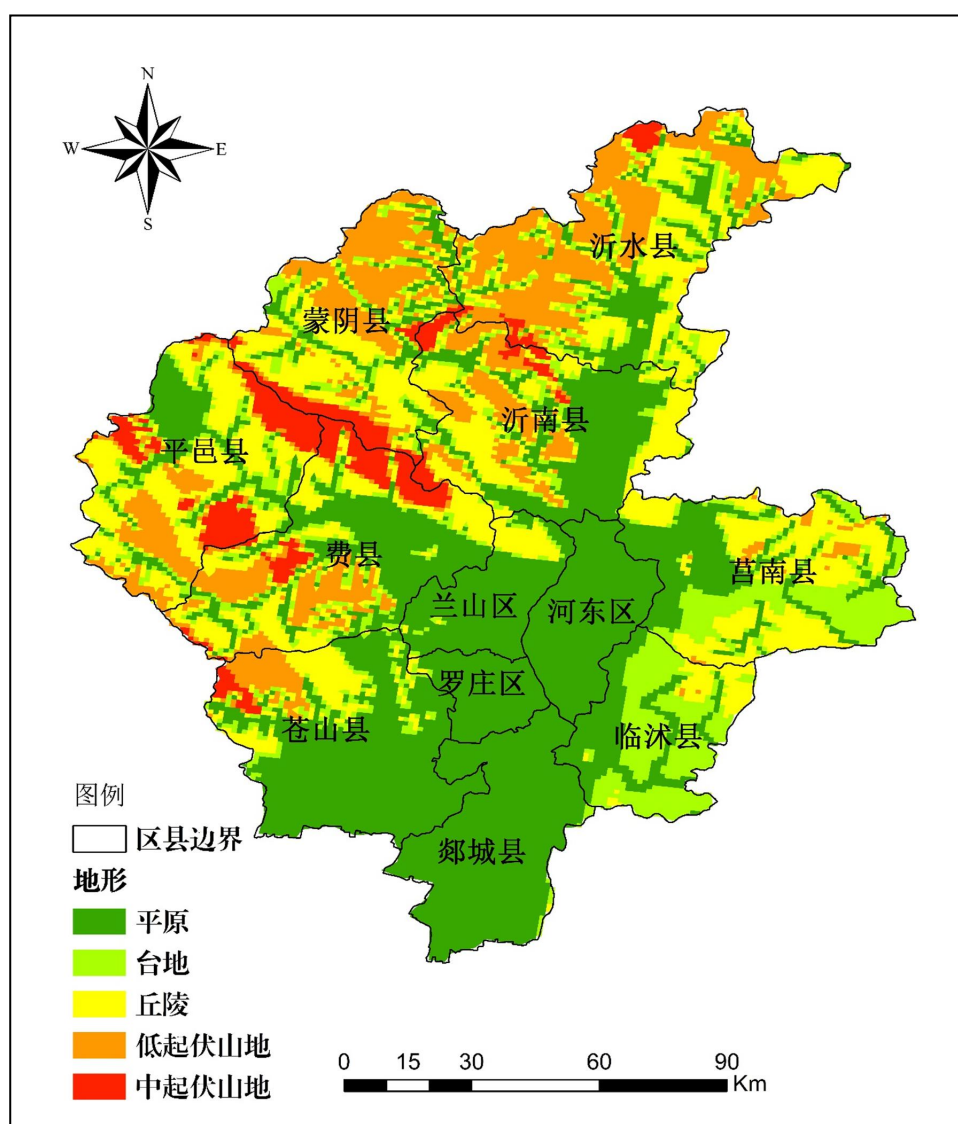 N
W
E
S
沂水县
蒙阴县
沂南县
平邑县
费县
莒南县
兰山区
河东区
罗庄区
苍山县
临沭县
郯城县
图例
区县边界
地形
平原
台地
丘陵
低起伏山地
中起伏山地
0 15 30 60 90
Km